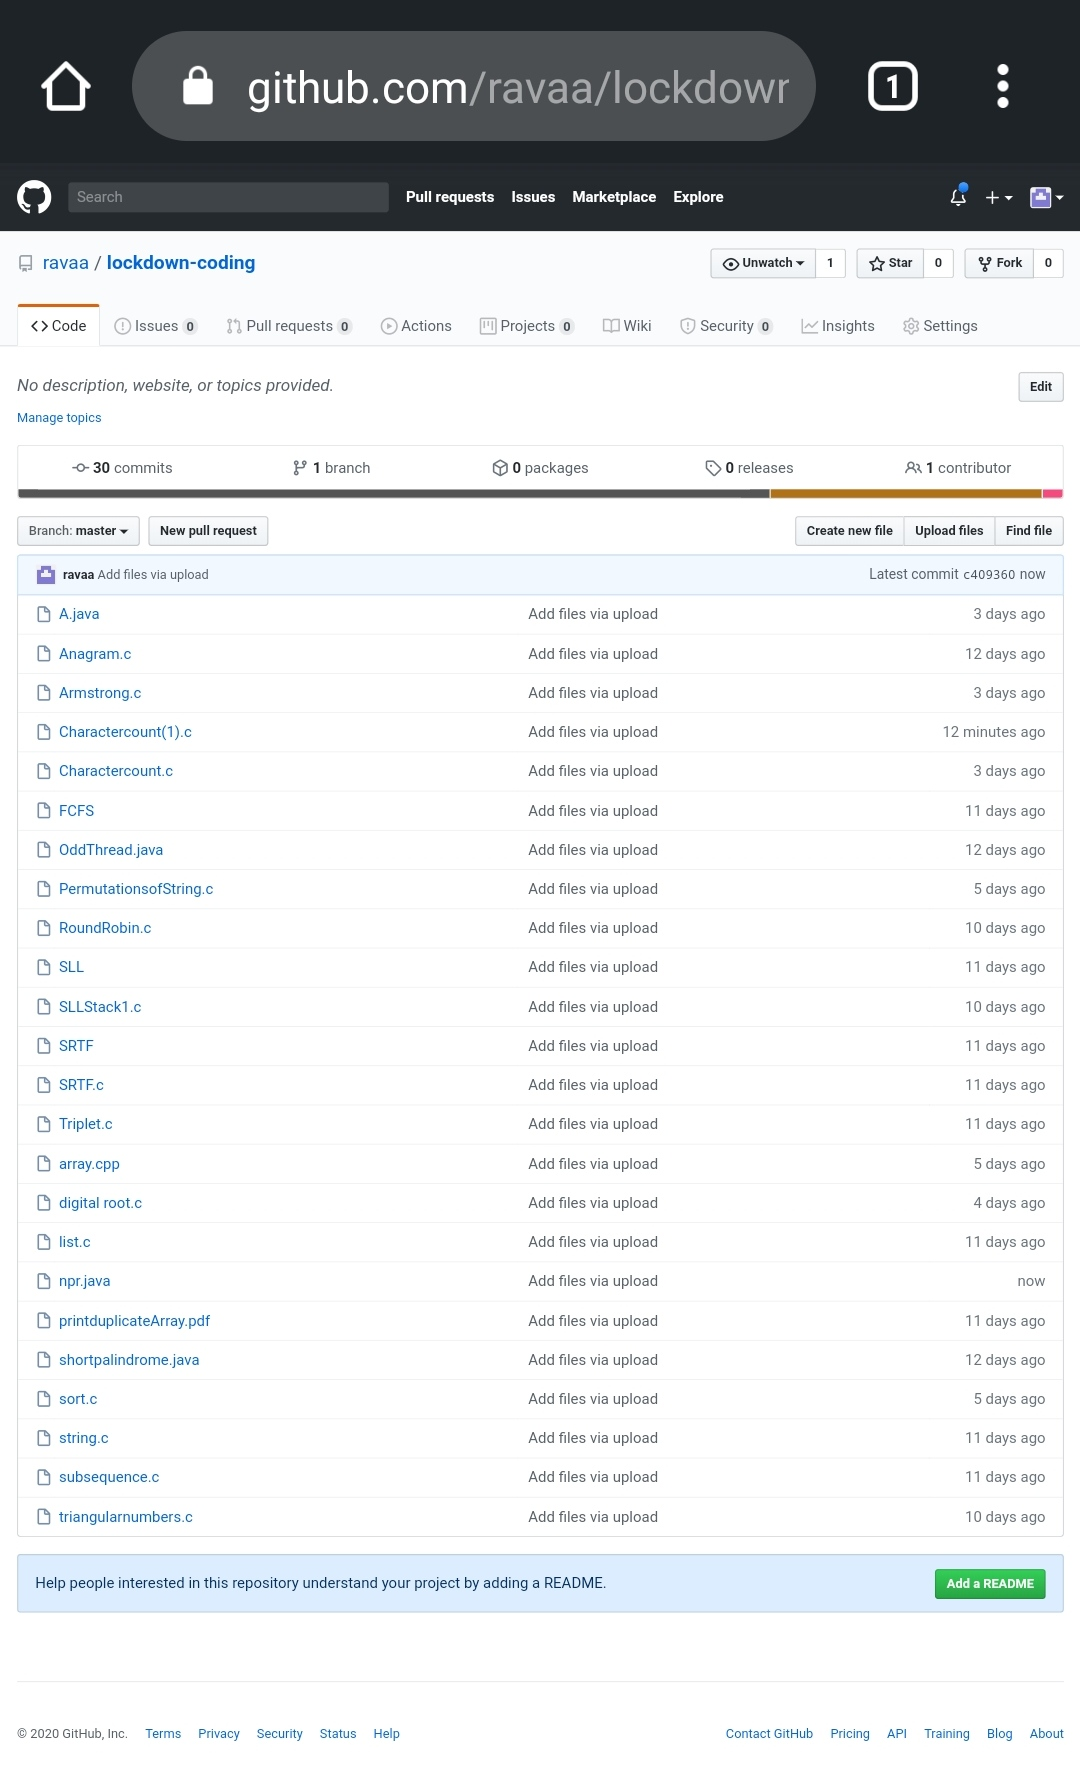 github.com/ravaa/lockdowr
1
Search Pull requests Issues Marketplace Explore
ravaa / lockdown-coding Unwatch 1 Star 0 Fork 0
Code Issues 0 Pull requests 0 Actions Projects 0 Wiki Security 0 Insights Settings
No description, website, or topics provided. Edit
Manage topics
30 commits 1 branch 0 packages 0 releases 1 contributor
Branch: master New pull request Create new file Upload files Find file
ravaa Add files via upload Latest commit c409360 now
A.java Add files via upload 3 days ago
Anagram.c Add files via upload 12 days ago
Armstrong.c Add files via upload 3 days ago
Charactercount(1).c Add files via upload 12 minutes ago
Charactercount.c Add files via upload 3 days ago
FCFS Add files via upload 11 days ago
OddThread.java Add files via upload 12 days ago
PermutationsofString.c Add files via upload 5 days ago
RoundRobin.c Add files via upload 10 days ago
SLL Add files via upload 11 days ago
SLLStack1.c Add files via upload 10 days ago
SRTF Add files via upload 11 days ago
SRTF.c Add files via upload 11 days ago
Triplet.c Add files via upload 11 days ago
array.cpp Add files via upload 5 days ago
digital root.c Add files via upload 4 days ago
list.c Add files via upload 11 days ago
npr.java Add files via upload now
printduplicateArray.pdf Add files via upload 11 days ago
shortpalindrome.java Add files via upload 12 days ago
sort.c Add files via upload 5 days ago
string.c Add files via upload 11 days ago
subsequence.c Add files via upload 11 days ago
triangularnumbers.c Add files via upload 10 days ago
Help people interested in this repository understand your project by adding a README. Add a README
© 2020 GitHub, Inc. Terms Privacy Security Status Help Contact GitHub Pricing API Training Blog About